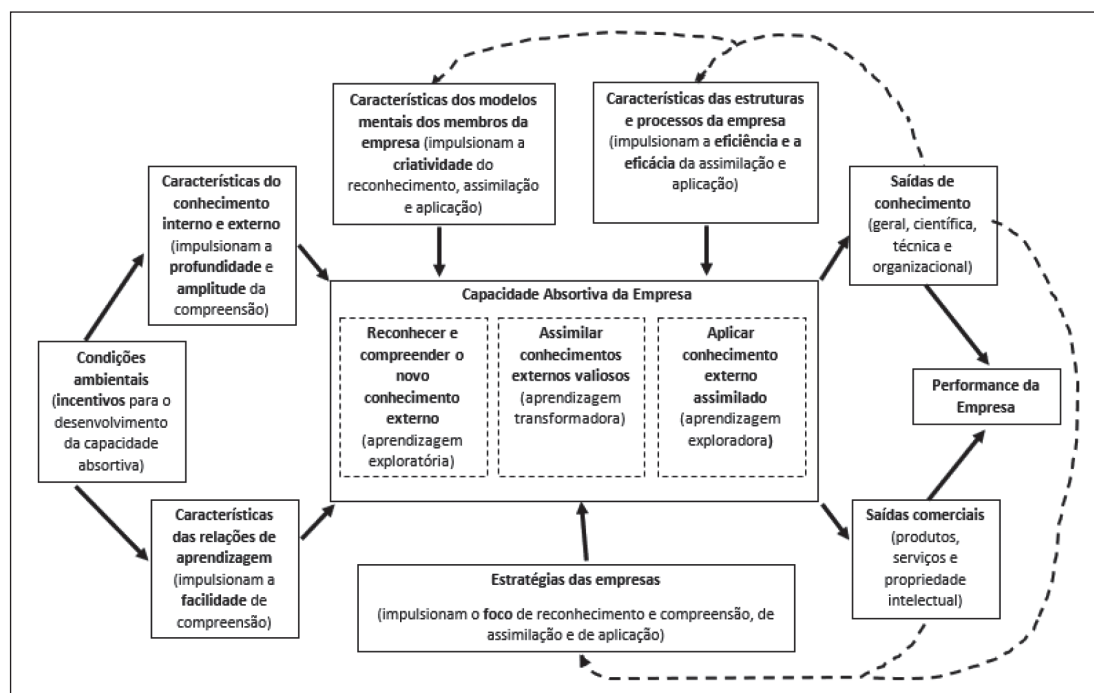 Características dos modelos
mentais dos membros da
empresa (impulsionam a
criatividade do
reconhecimento, assimilação
e aplicação)
Características das estruturas
e processos da empresa
(impulsionam a eficiência e a
eficácia da assimilação e
aplicação)
Características do
conhecimento
interno e externo
(impulsionam a
profundidade e
amplitude da
compreensão)
Saídas de
conhecimento
(geral, científica,
técnica e
organizacional)
Condições
ambientais
(incentivos para o
desenvolvimento
da capacidade
absortiva)
Capacidade Absortiva da Empresa
Reconhecer e
compreender o
novo
conhecimento
externo
(aprendizagem
exploratória)
Assimilar
conhecimentos
externos valiosos
(aprendizagem
transformadora)
Aplicar
conhecimento
externo
assimilado
(aprendizagem
exploradora)
Performance da
Empresa
Características
das relações de
aprendizagem
(impulsionam a
facilidade de
compreensão)
Estratégias das empresas
(impulsionam o foco de reconhecimento e compreensão, de
assimilação e de aplicação)
Saídas comerciais
(produtos,
serviços e
propriedade
intelectual)